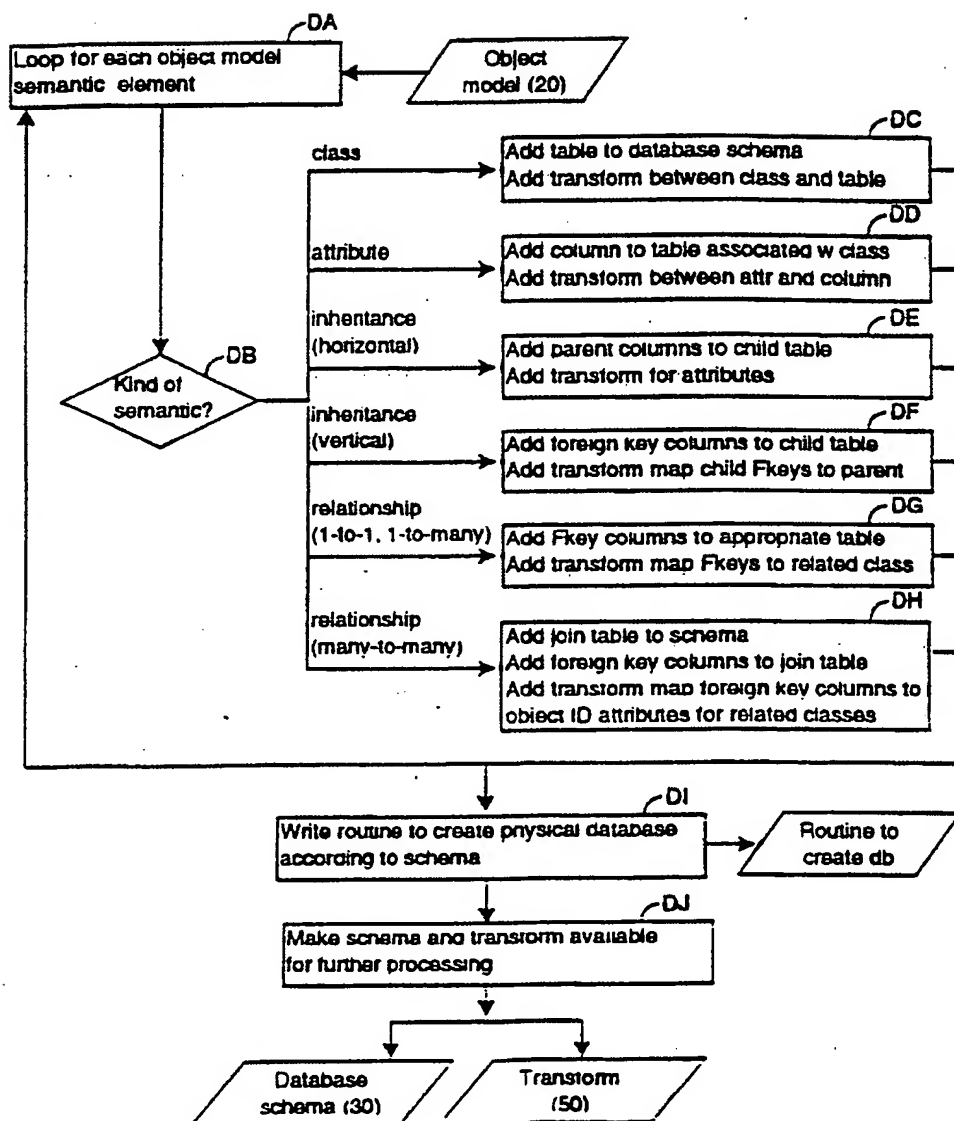 DA
Loop for each object model
semantic element
Object
model (20)
DC
class
Add table to database schema
Add transform between class and table
DD
attribute
Add column to table associated w class
Add transform between attr and column
inheritance
(horizontal)
DE
Add parent columns to child table
Add transform for attributes
DB
Kind of
semantic?
inheritance
(vertical)
DF
Add foreign key columns to child table
Add transform map child Fkeys to parent
relationship
(1-to-1, 1-to-many)
DG
Add Fkey columns to appropriate table
Add transform map Fkeys to related class
relationship
(many-to-many)
DH
Add join table to schema
Add foreign key columns to join table
Add transform map foreign key columns to
object ID attributes for related classes
DI
Write routine to create physical database
according to schema
Routine to
create db
DJ
Make schema and transform available
for further processing
Database
schema (30)
Transform
(50)